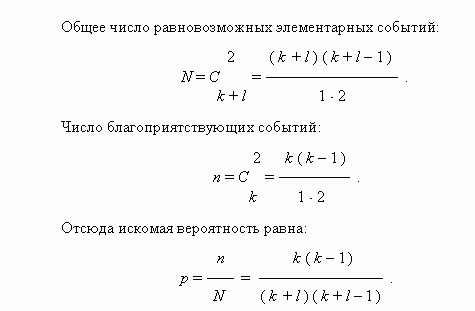 Общее число равновозможных элементарных событий:
N = C 2 k + l = (k + l) (k + l – 1) / 1 · 2 .
Число благоприятствующих событий:
n = C 2 k = k (k – 1) / 1 · 2 .
Отсюда искомая вероятность равна:
p = n / N = k (k – 1) / (k + l) (k + l – 1) .